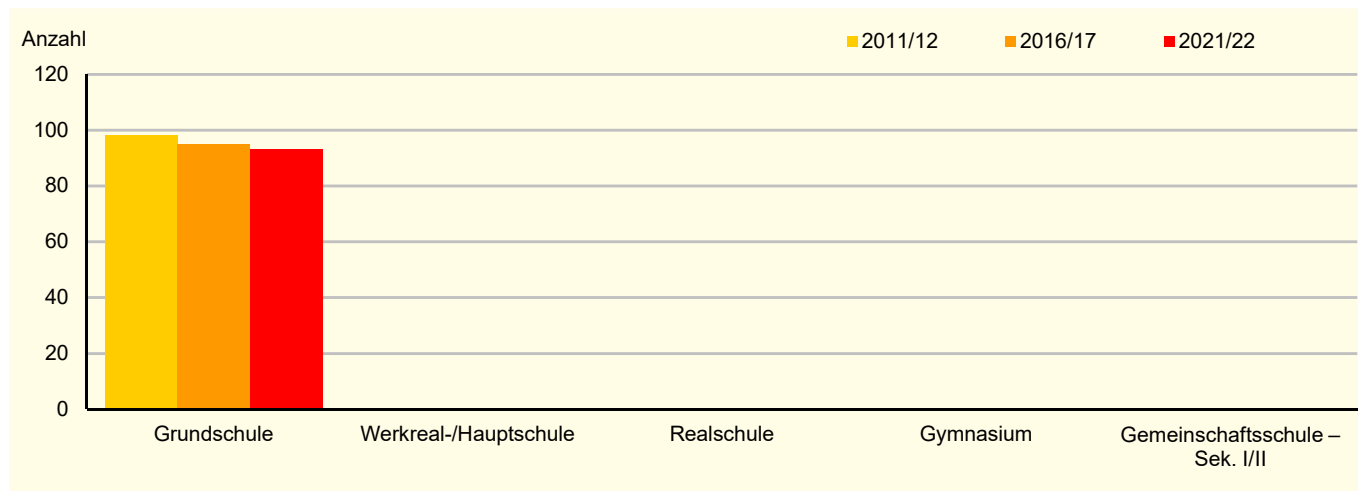 Anzahl
2011/12 2016/17 2021/22
120
100
80
60
40
20
0
Grundschule Werkreal-/Hauptschule Realschule Gymnasium Gemeinschaftsschule –
Sek. I/II